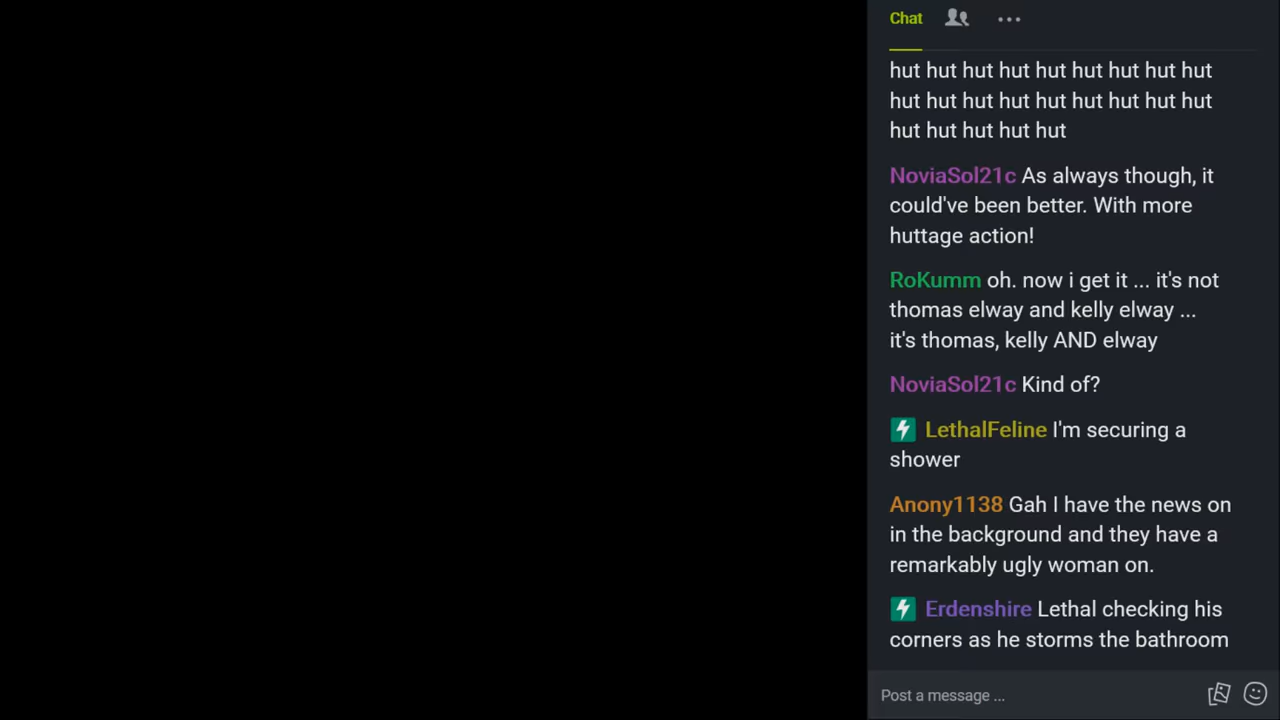 Chat
hut hut hut hut hut hut hut hut hut
hut hut hut hut hut hut hut hut hut
hut hut hut hut hut
NoviaSol21c As always though, it
could've been better. With more
huttage action!
RoKumm oh. now i get it ... it's not
thomas elway and kelly elway ...
it's thomas, kelly AND elway
NoviaSol21c Kind of?
LethalFeline I'm securing a
shower
Anony1138 Gah I have the news on
in the background and they have a
remarkably ugly woman on.
Erdenshire Lethal checking his
corners as he storms the bathroom
Post a message ...